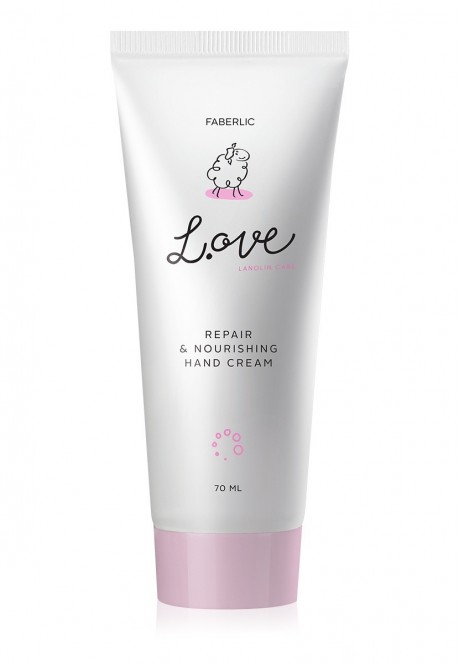 FABERLIC
L.ove
LANOLIN CARE
REPAIR
& NOURISHING
HAND CREAM
70 ML